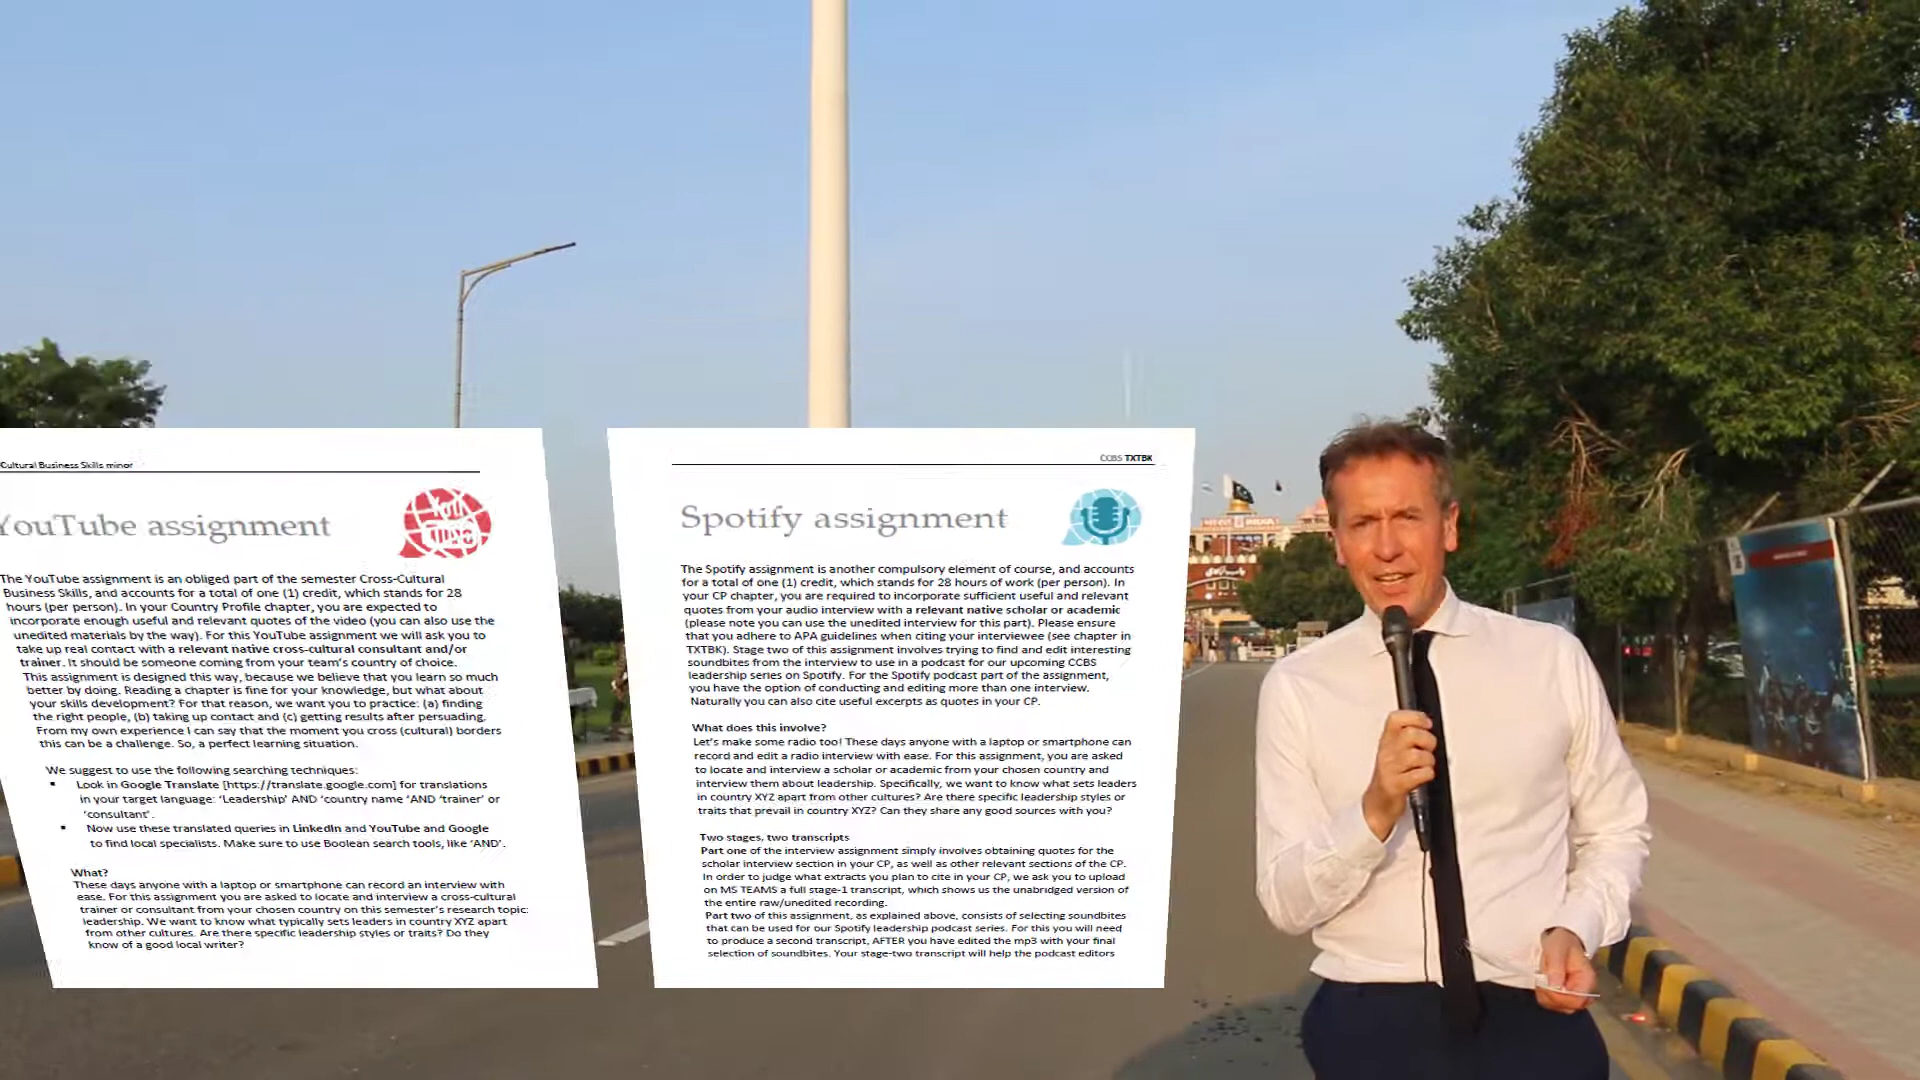 Cultural Business Skills minor
YouTube assignment
You
Tube
The YouTube assignment is an obliged part of the semester Cross-Cultural
Business Skills, and accounts for a total of one (1) credit, which stands for 28
hours (per person). In your Country Profile chapter, you are expected to
incorporate enough useful and relevant quotes of the video (you can also use the
unedited materials by the way). For this YouTube assignment we will ask you to
take up real contact with a relevant native cross-cultural consultant and/or
trainer. It should be someone coming from your team's country of choice.
This assignment is designed this way, because we believe that you learn so much
better by doing. Reading a chapter is fine for your knowledge, but what about
your skills development? For that reason, we want you to practice: (a) finding
the right people, (b) taking up contact and (c) getting results after persuading.
From my own experience I can say that the moment you cross (cultural) borders
this can be a challenge. So, a perfect learning situation.
We suggest to use the following searching techniques:
▪ Look in Google Translate [https://translate.google.com] for translations
in your target language: 'Leadership' AND 'country name 'AND 'trainer' or
'consultant'.
▪ Now use these translated queries in LinkedIn and YouTube and Google
to find local specialists. Make sure to use Boolean search tools, like 'AND'.
What?
These days anyone with a laptop or smartphone can record an interview with
ease. For this assignment you are asked to locate and interview a cross-cultural
trainer or consultant from your chosen country on this semester's research topic:
leadership. We want to know what typically sets leaders in country XYZ apart
from other cultures. Are there specific leadership styles or traits? Do they
know of a good local writer?
CCBS TXTBK
Spotify assignment
The Spotify assignment is another compulsory element of course, and accounts
for a total of one (1) credit, which stands for 28 hours of work (per person). In
your CP chapter, you are required to incorporate sufficient useful and relevant
quotes from your audio interview with a relevant native scholar or academic
(please note you can use the unedited interview for this part). Please ensure
that you adhere to APA guidelines when citing your interviewee (see chapter in
TXTBK). Stage two of this assignment involves trying to find and edit interesting
soundbites from the interview to use in a podcast for our upcoming CCBS
leadership series on Spotify. For the Spotify podcast part of the assignment,
you have the option of conducting and editing more than one interview.
Naturally you can also cite useful excerpts as quotes in your CP.
What does this involve?
Let's make some radio too! These days anyone with a laptop or smartphone can
record and edit a radio interview with ease. For this assignment, you are asked
to locate and interview a scholar or academic from your chosen country and
interview them about leadership. Specifically, we want to know what sets leaders
in country XYZ apart from other cultures? Are there specific leadership styles or
traits that prevail in country XYZ? Can they share any good sources with you?
Two stages, two transcripts
Part one of the interview assignment simply involves obtaining quotes for the
scholar interview section in your CP, as well as other relevant sections of the CP.
In order to judge what extracts you plan to cite in your CP, we ask you to upload
on MS TEAMS a full stage-1 transcript, which shows us the unabridged version of
the entire raw/unedited recording.
Part two of this assignment, as explained above, consists of selecting soundbites
that can be used for our Spotify leadership podcast series. For this you will need
to produce a second transcript, AFTER you have edited the mp3 with your final
selection of soundbites. Your stage-two transcript will help the podcast editors
INDIA